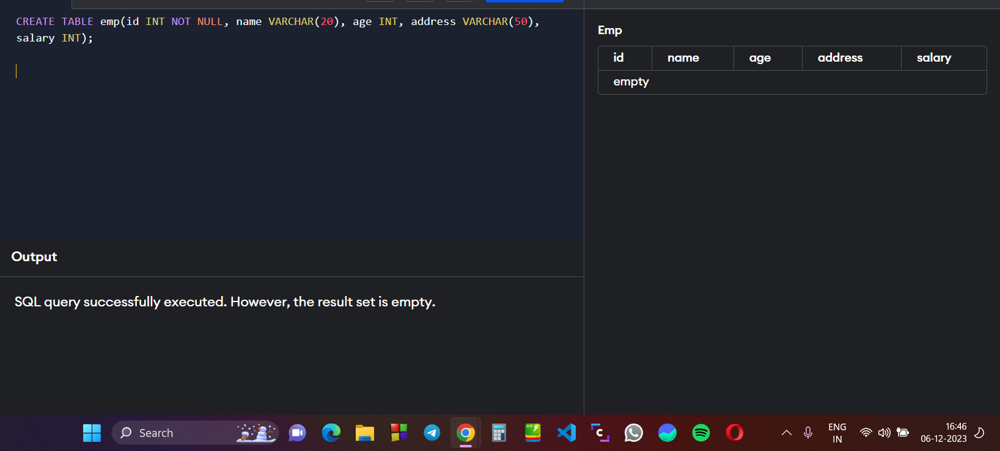 CREATE TABLE emp(id INT NOT NULL, name VARCHAR(20), age INT, address VARCHAR(50),
salary INT);
Output
SQL query successfully executed. However, the result set is empty.
Emp
id name age address salary
empty
Search
ENG
IN
16:46
06-12-2023